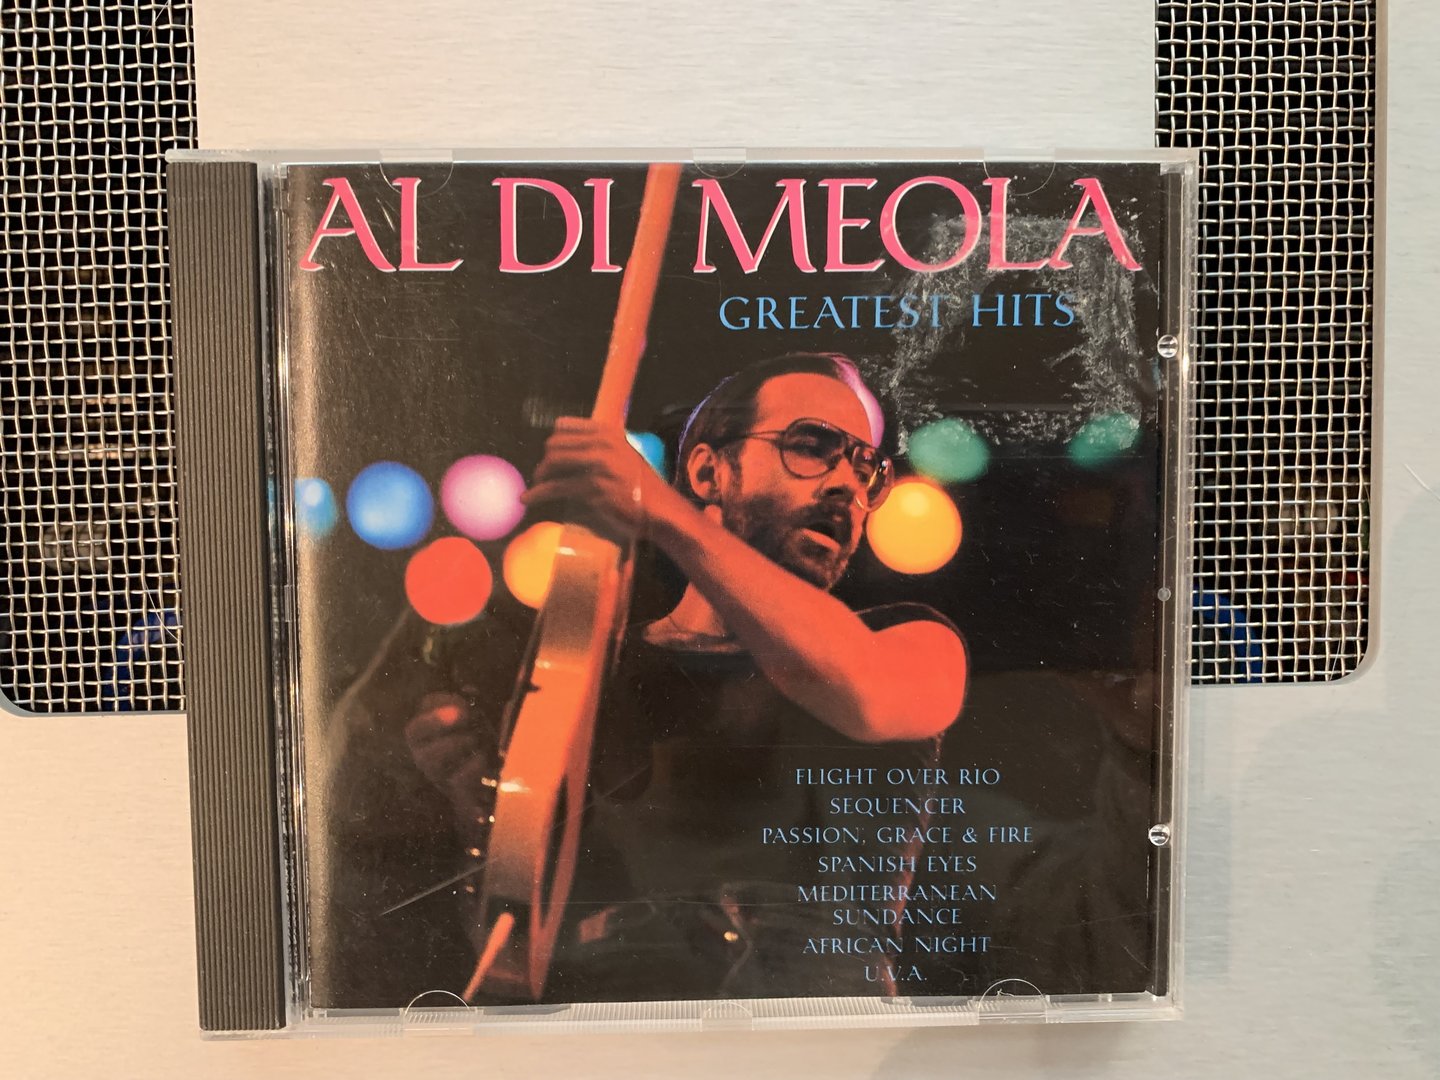 AL DI MEOLA
GREATEST HITS
FLIGHT OVER RIO
SEQUENCER
PASSION, GRACE & FIRE
SPANISH EYES
MEDITERRANEAN
SUNDANCE
AFRICAN NIGHT
U.V.A.